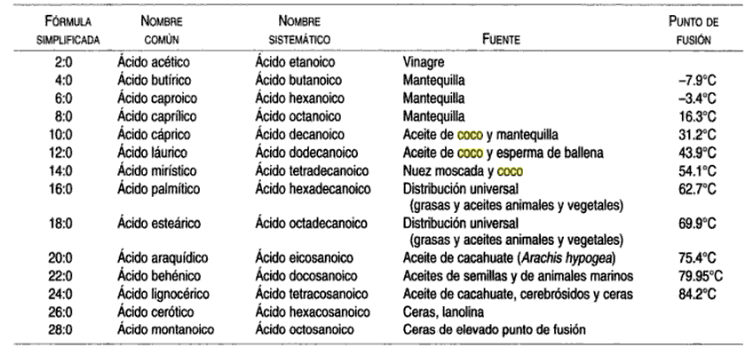 FÓRMULA NOMBRE NOMBRE PUNTO DE
SIMPLIFICADA COMÚN SISTEMÁTICO FUENTE FUSIÓN
2:0 Ácido acético Ácido etanoico Vinagre
4:0 Ácido butírico Ácido butanoico Mantequilla –7.9°C
6:0 Ácido caproico Ácido hexanoico Mantequilla –3.4°C
8:0 Ácido caprílico Ácido octanoico Mantequilla 16.3°C
10:0 Ácido cáprico Ácido decanoico Aceite de coco y mantequilla 31.2°C
12:0 Ácido láurico Ácido dodecanoico Aceite de coco y esperma de ballena 43.9°C
14:0 Ácido mirístico Ácido tetradecanoico Nuez moscada y coco 54.1°C
16:0 Ácido palmítico Ácido hexadecanoico Distribución universal 62.7°C
(grasas y aceites animales y vegetales)
18:0 Ácido esteárico Ácido octadecanoico Distribución universal 69.9°C
(grasas y aceites animales y vegetales)
20:0 Ácido araquídico Ácido eicosanoico Aceite de cacahuate (Arachis hypogea) 75.4°C
22:0 Ácido behénico Ácido docosanoico Aceites de semillas y de animales marinos 79.95°C
24:0 Ácido lignocérico Ácido tetracosanoico Aceite de cacahuate, cerebrósidos y ceras 84.2°C
26:0 Ácido cerótico Ácido hexacosanoico Ceras, lanolina
28:0 Ácido montanoico Ácido octosanoico Ceras de elevado punto de fusión